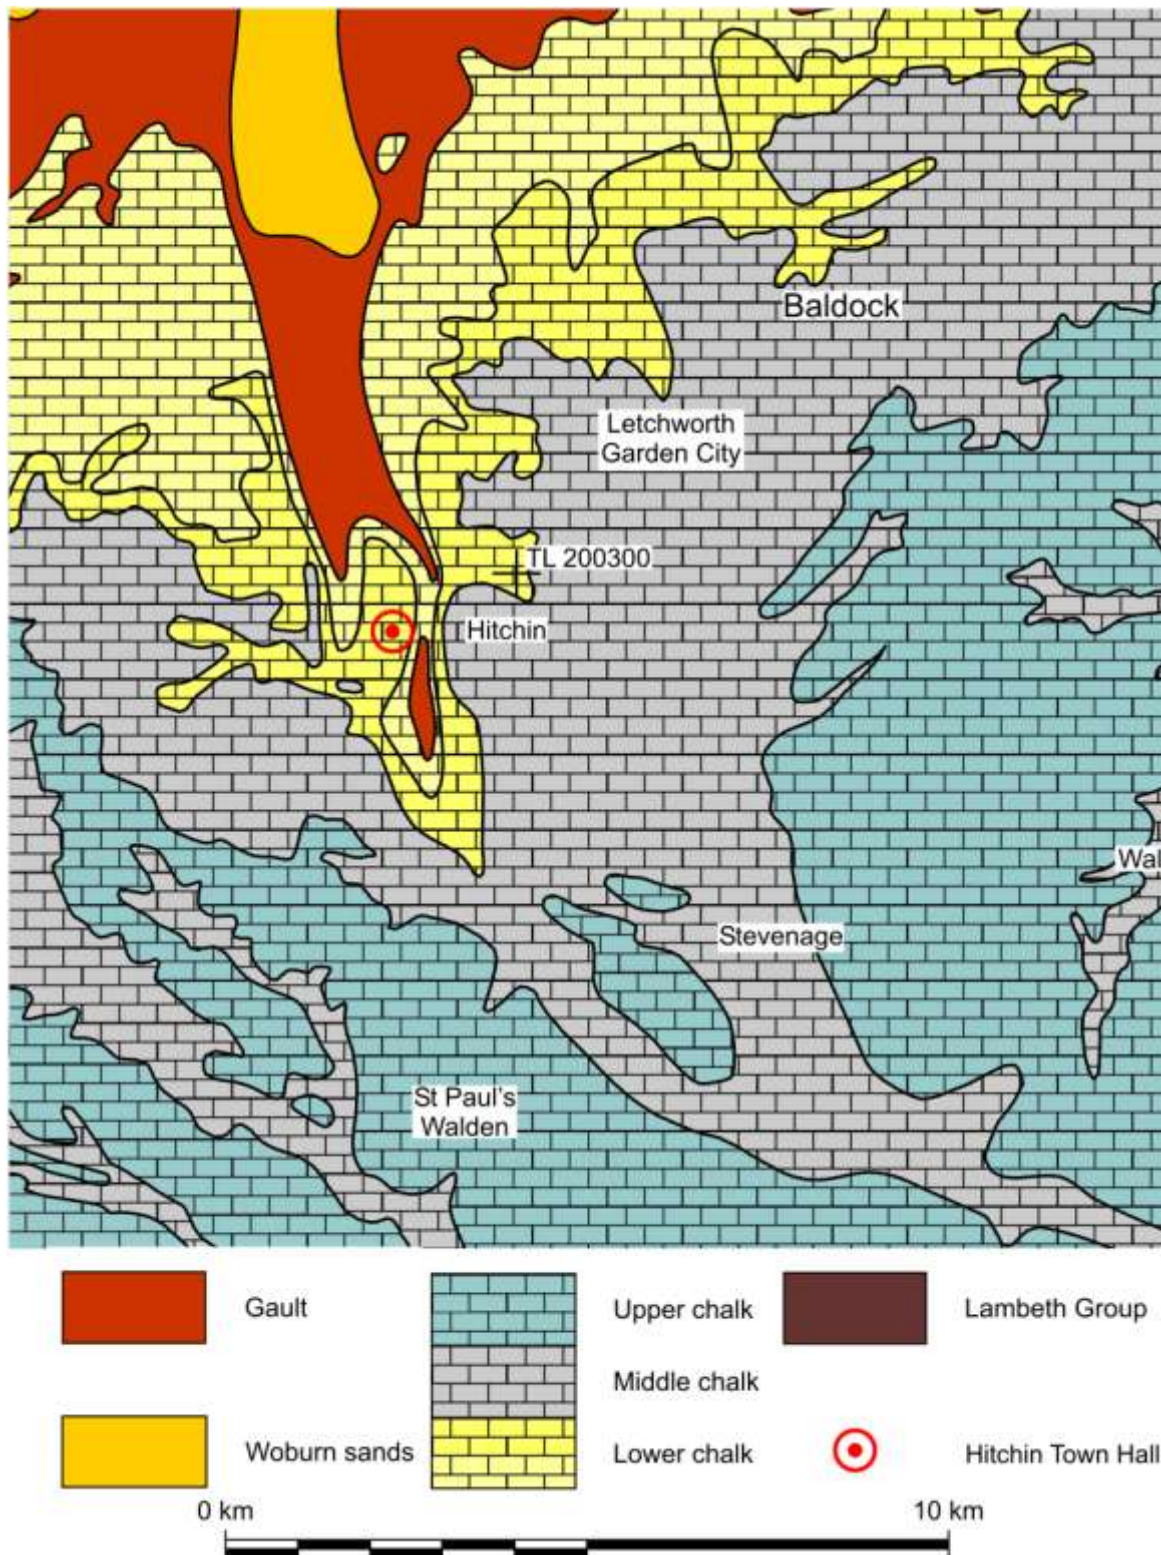 Baldock
Letchworth
Garden City
TL 200300
Hitchin
Wal
Stevenage
St Paul's
Walden
Gault
Upper chalk
Lambeth Group
Middle chalk
Woburn sands
Lower chalk
Hitchin Town Hall
0 km
10 km